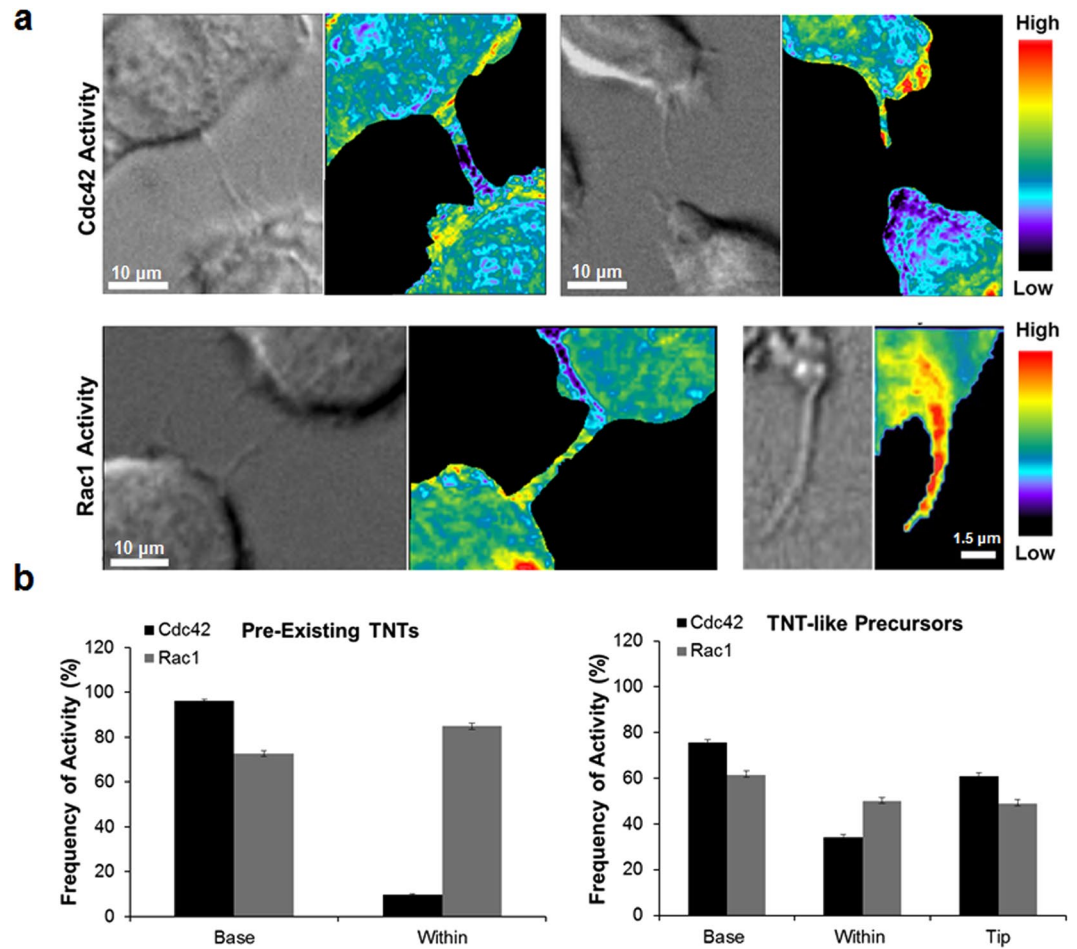 a
Cdc42 Activity
10 µm
10 µm
High
Low
Rac1 Activity
10 µm
1.5 µm
High
Low
b
Pre-Existing TNTs
Cdc42
Rac1
Frequency of Activity (%)
120
100
80
60
40
20
0
Base Within
TNT-like Precursors
Cdc42
Rac1
Frequency of Activity (%)
120
100
80
60
40
20
0
Base Within Tip